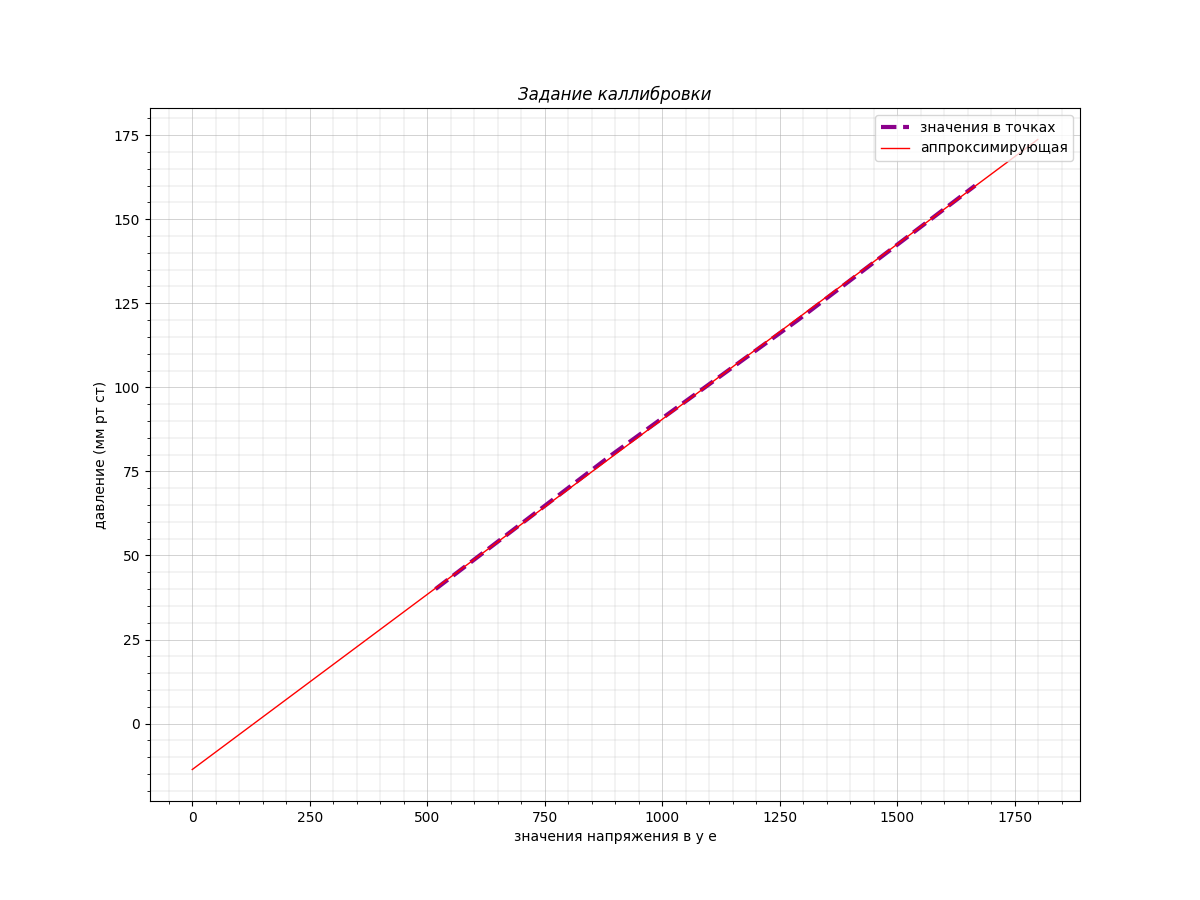 Задание каллибровки
значения в точках
аппроксимирующая
175
150
125
100
75
50
25
0
давление (мм рт ст)
0 250 500 750 1000 1250 1500 1750
значения напряжения в у е